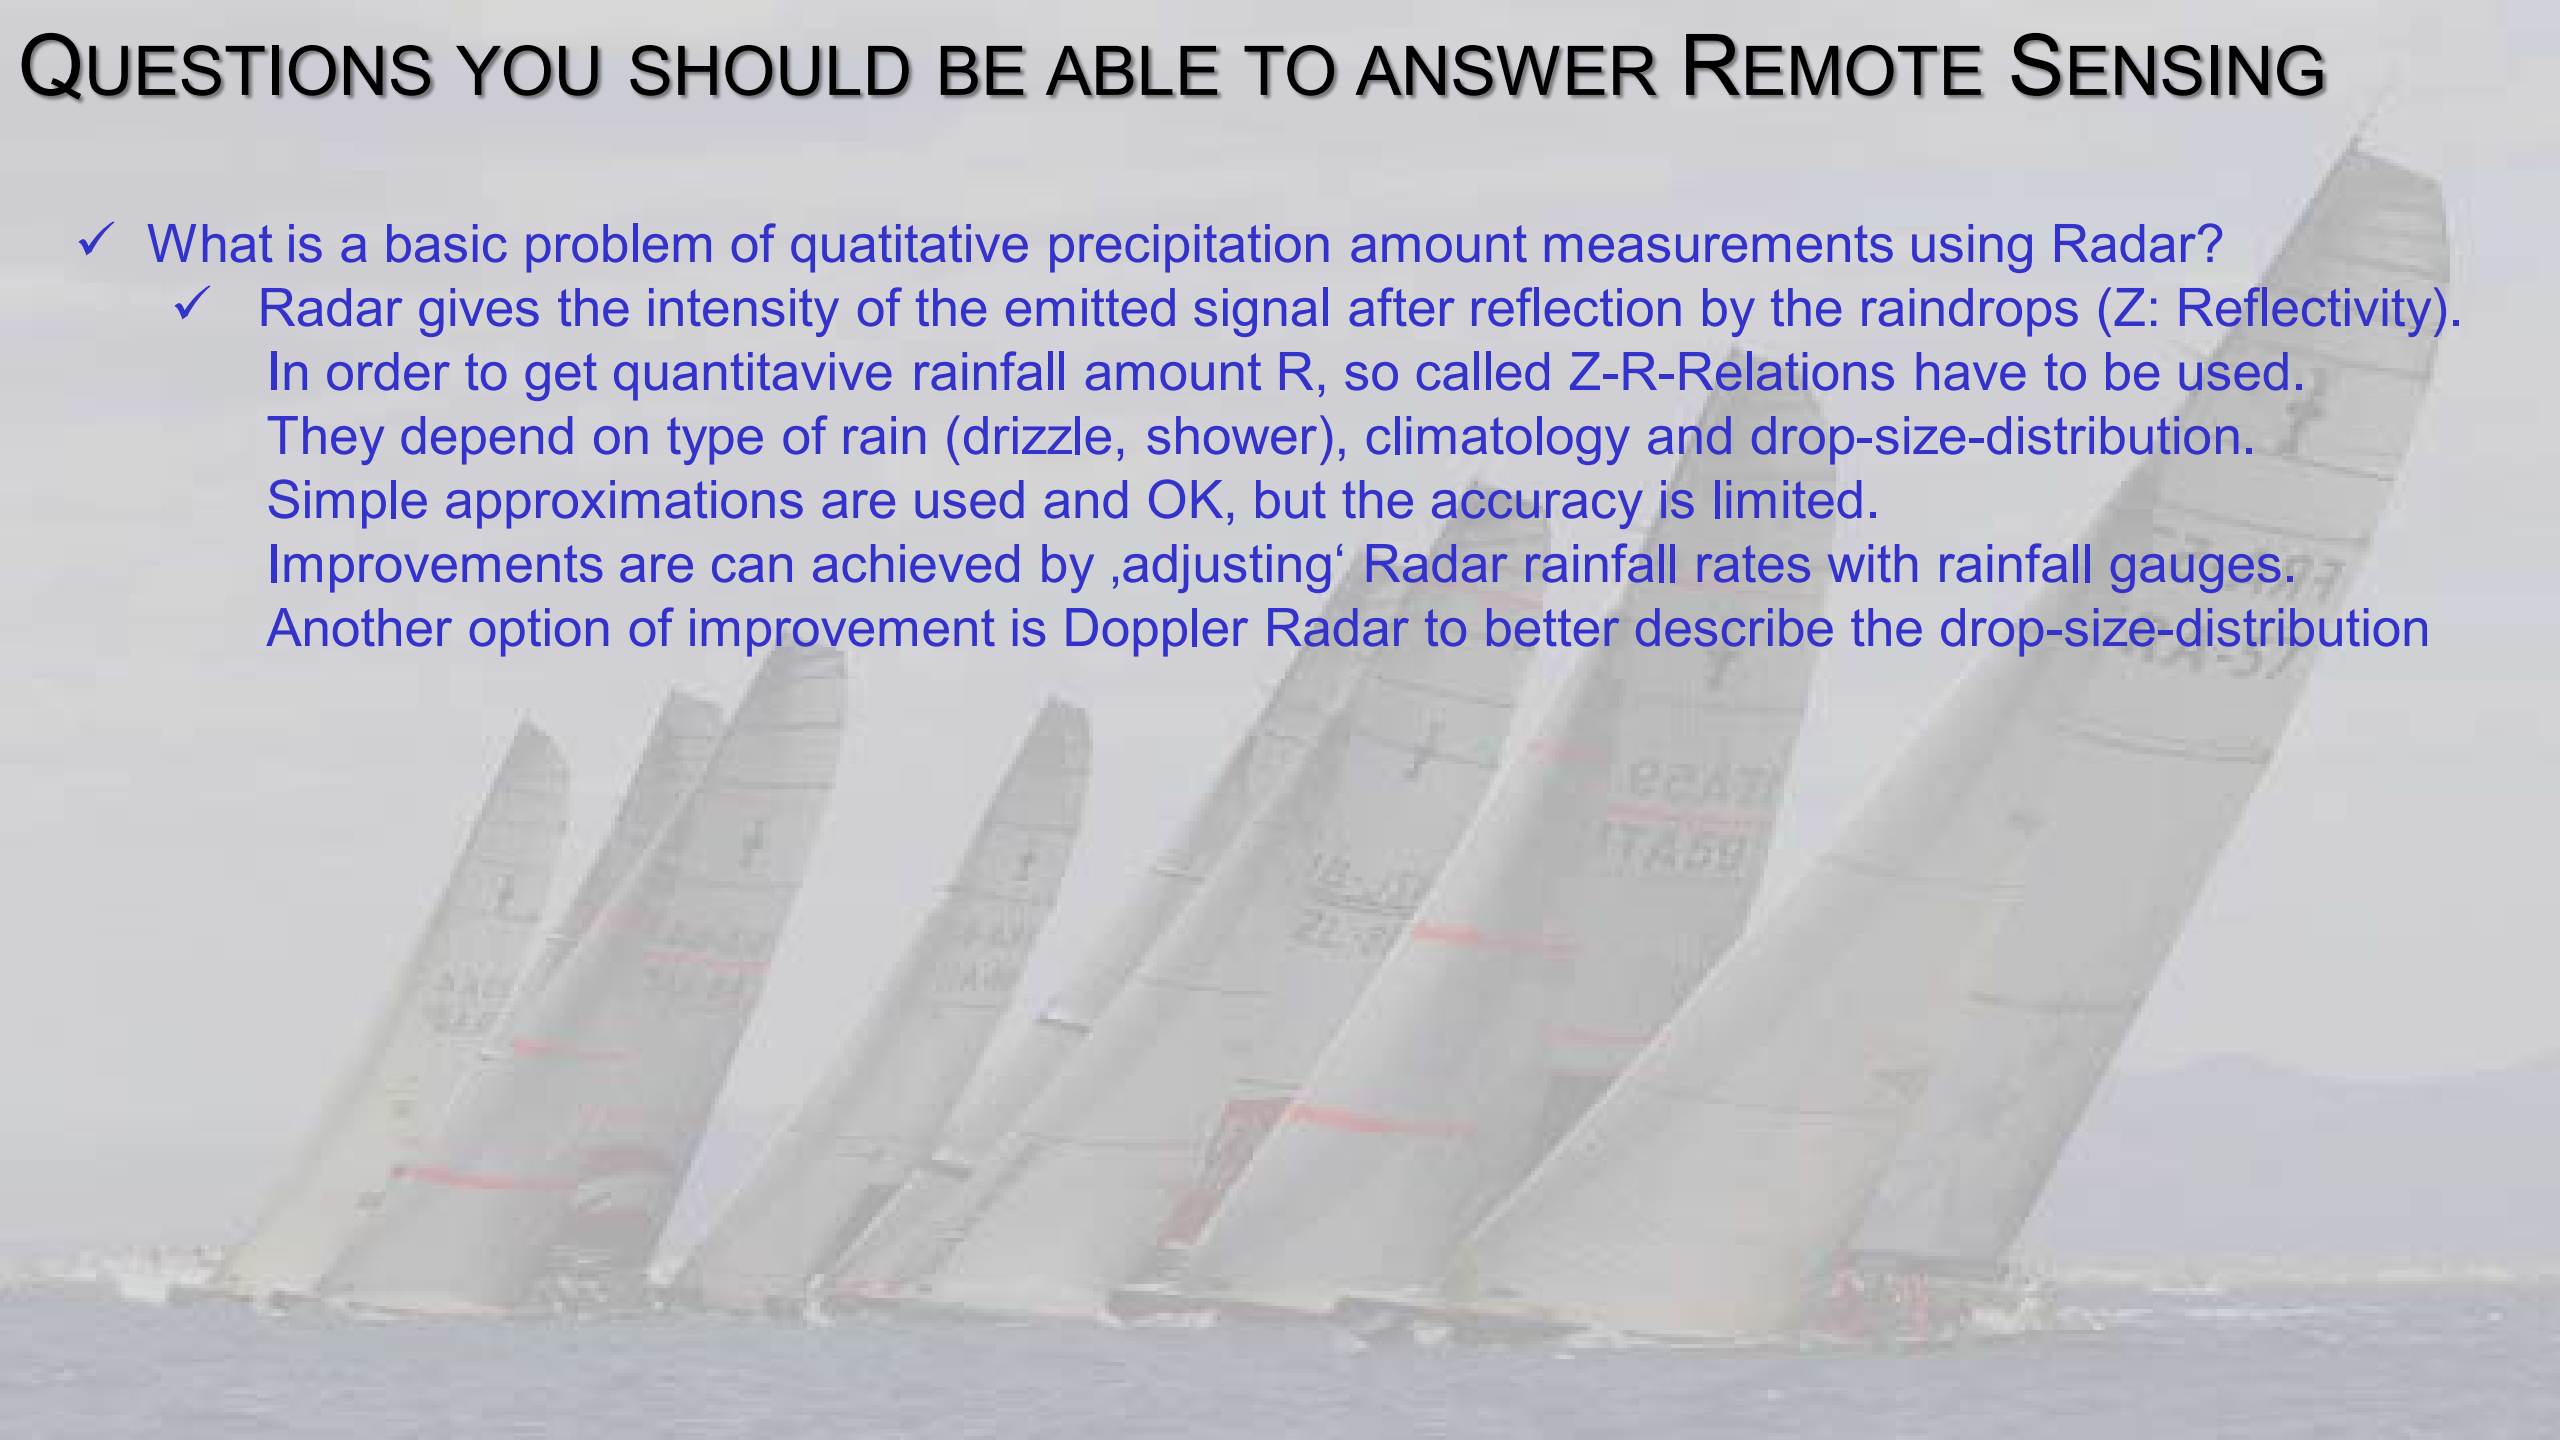 QUESTIONS YOU SHOULD BE ABLE TO ANSWER REMOTE SENSING
✓ What is a basic problem of quatitative precipitation amount measurements using Radar?
✓ Radar gives the intensity of the emitted signal after reflection by the raindrops (Z: Reflectivity).
In order to get quantitavive rainfall amount R, so called Z-R-Relations have to be used.
They depend on type of rain (drizzle, shower), climatology and drop-size-distribution.
Simple approximations are used and OK, but the accuracy is limited.
Improvements are can achieved by ‚adjusting‘ Radar rainfall rates with rainfall gauges.
Another option of improvement is Doppler Radar to better describe the drop-size-distribution
ITA59